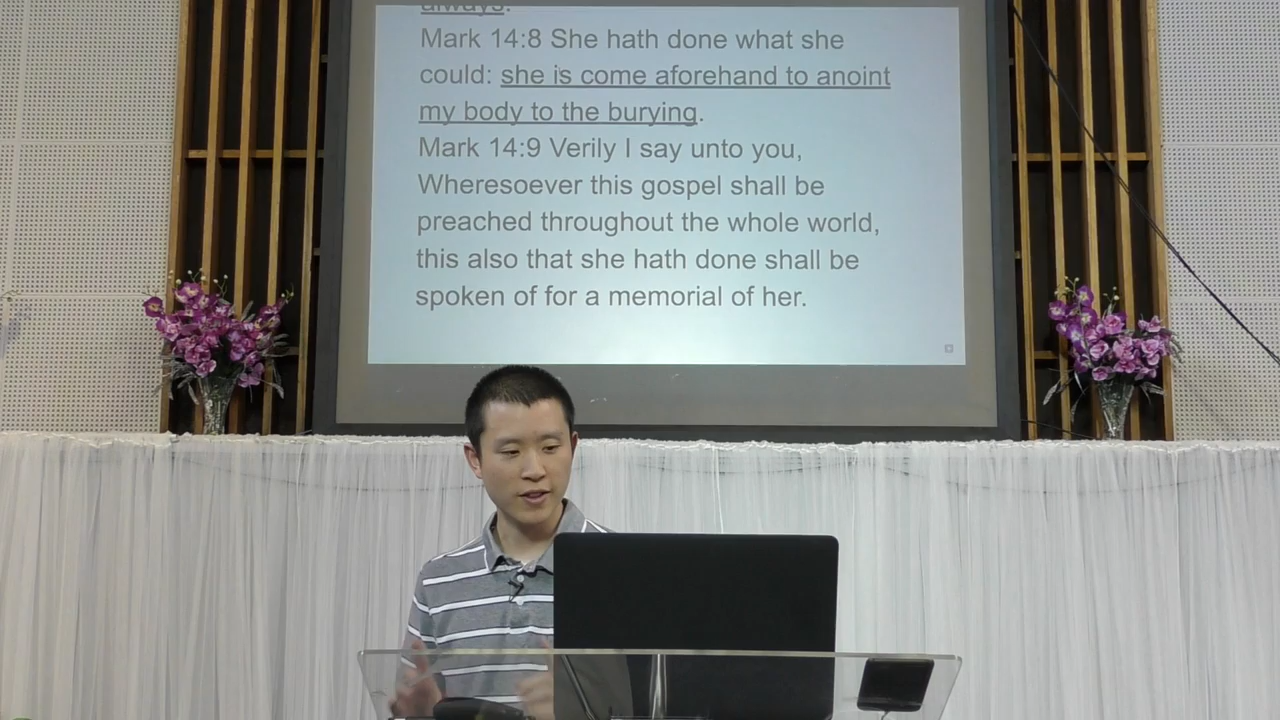 always.
Mark 14:8 She hath done what she
could: she is come aforehand to anoint
my body to the burying.
Mark 14:9 Verily I say unto you,
Wheresoever this gospel shall be
preached throughout the whole world,
this also that she hath done shall be
spoken of for a memorial of her.